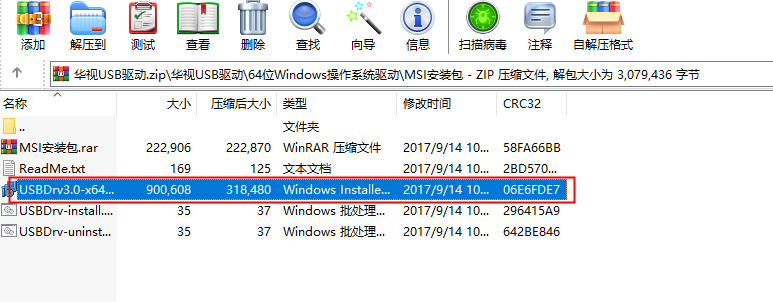 添加 解压到 测试 查看 删除 查找 向导 信息 扫描病毒 注释 自解压格式
华视USB驱动.zip\华视USB驱动\64位Windows操作系统驱动\MSI安装包 - ZIP 压缩文件, 解包大小为 3,079,436 字节
名称 大小 压缩后大小 类型 修改时间 CRC32
.. 文件夹
MSI安装包.rar 222,906 222,870 WinRAR 压缩文件 2017/9/14 10... 58FA66BB
ReadMe.txt 169 125 文本文档 2017/9/14 10... 2BD570...
USBDrv3.0-x64... 900,608 318,480 Windows Installe... 2017/9/14 10... 06E6FDE7
USBDrv-install.... 35 37 Windows 批处理... 2017/9/14 10... 296415A9
USBDrv-uninst... 35 37 Windows 批处理... 2017/9/14 10... 642BE846